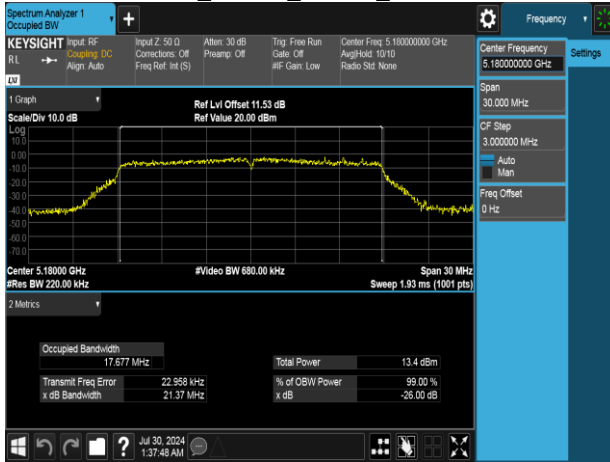 Spectrum Analyzer 1
Occupied BW
Frequency
KEYSIGHT
RL
Input: RF
Coupling: DC
Align: Auto
Input Z: 50 Ω
Corrections: Off
Freq Ref: Int (S)
Atten: 30 dB
Preamp: Off
Trig: Free Run
Gate: Off
#IF Gain: Low
Center Freq: 5.180000000 GHz
Avg|Hold: 10/10
Radio Std: None
LXI
Center Frequency
5.180000000 GHz
Settings
Span
30.000 MHz
CF Step
3.000000 MHz
Auto
Man
Freq Offset
0 Hz
1 Graph
Scale/Div 10.0 dB
Ref Lvl Offset 11.53 dB
Ref Value 20.00 dBm
Log
10.0
0.00
-10.0
-20.0
-30.0
-40.0
-50.0
-60.0
-70.0
Center 5.18000 GHz
#Res BW 220.00 kHz
#Video BW 680.00 kHz
Span 30 MHz
Sweep 1.93 ms (1001 pts)
2 Metrics
Occupied Bandwidth
17.677 MHz
Total Power 13.4 dBm
Transmit Freq Error 22.958 kHz
% of OBW Power 99.00 %
x dB Bandwidth 21.37 MHz
x dB -26.00 dB
Jul 30, 2024
1:37:48 AM